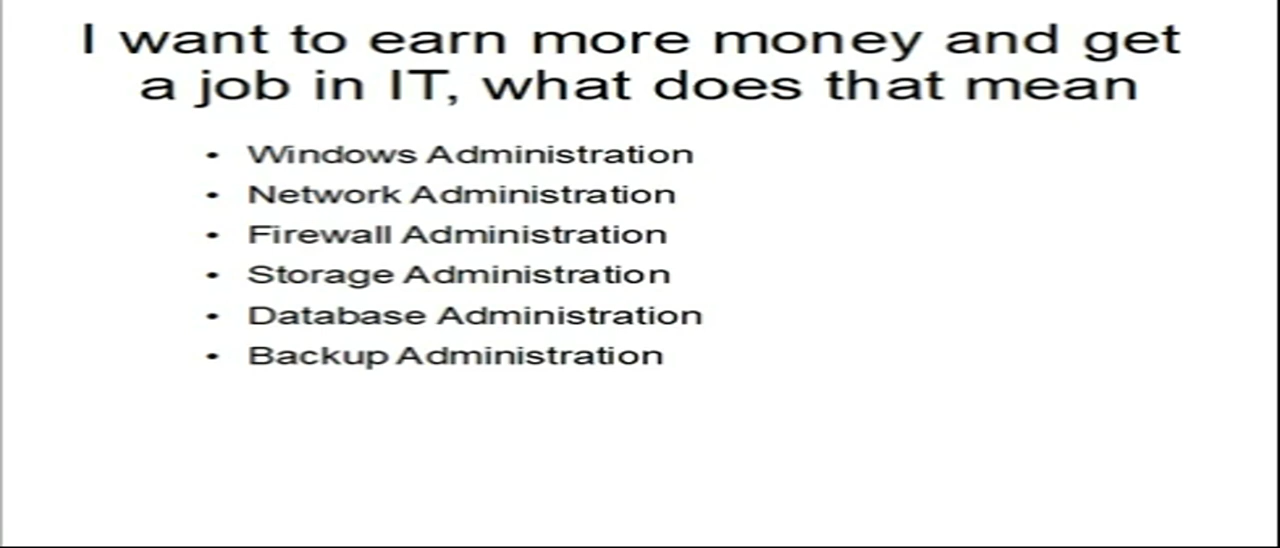 I want to earn more money and get
a job in IT, what does that mean
• Windows Administration
• Network Administration
• Firewall Administration
• Storage Administration
• Database Administration
• Backup Administration